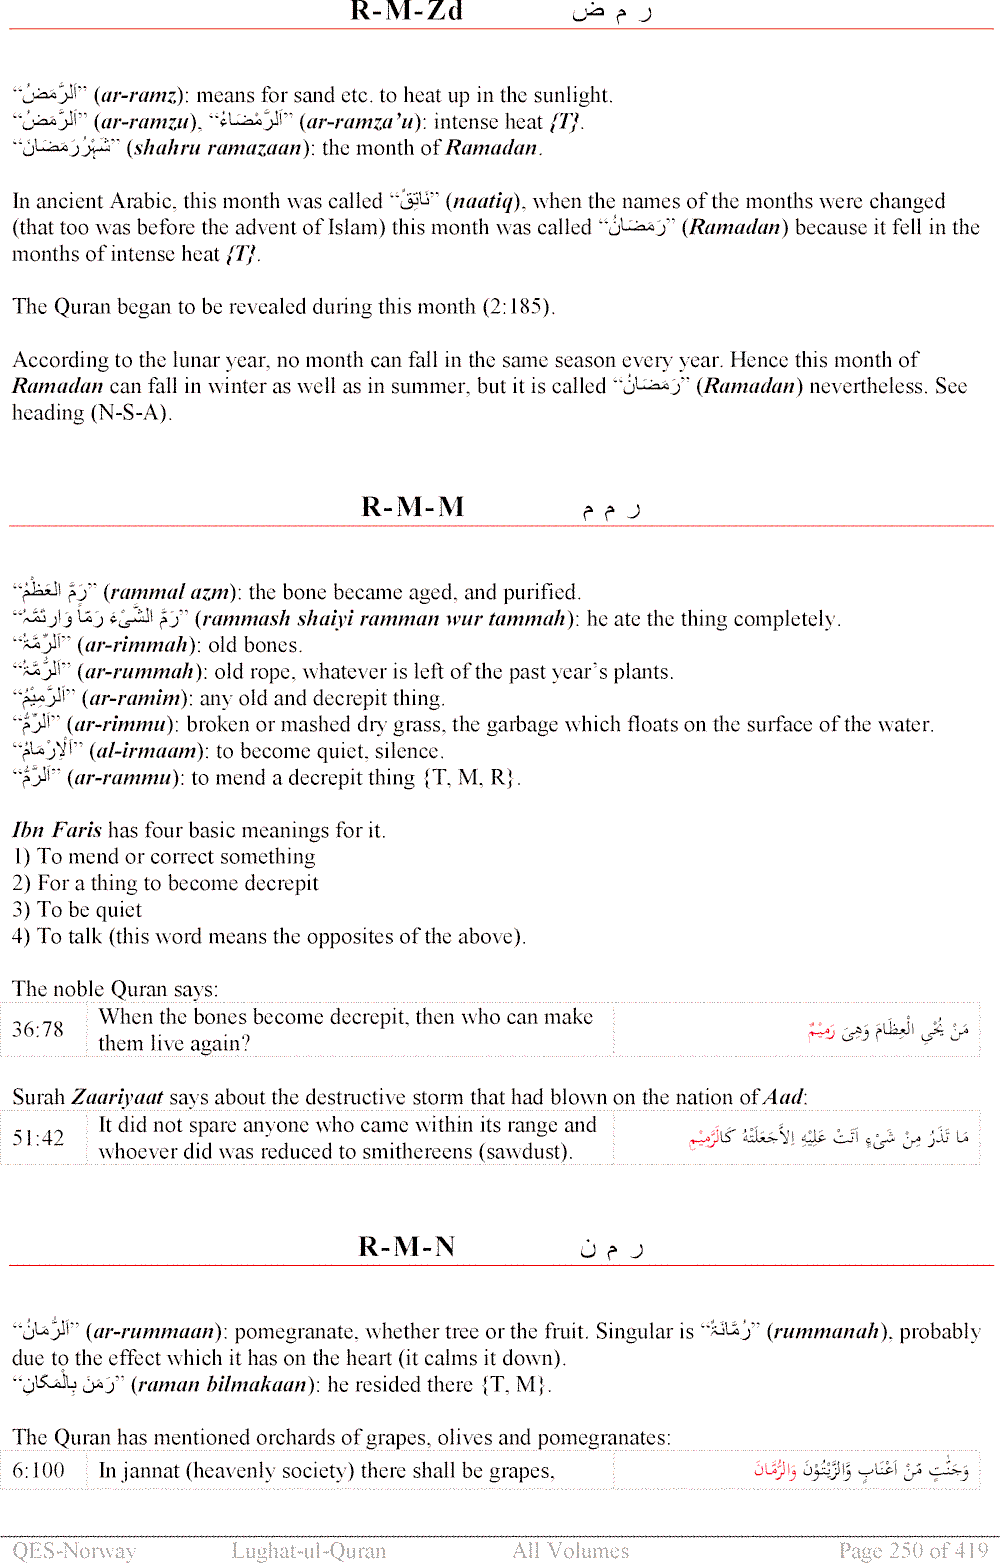 R-M-Zd ر م ض
“اَلرَّمَضُ” (ar-ramz): means for sand etc. to heat up in the sunlight.
“اَلرَّمَضُ” (ar-ramzu), “اَلرَّمْضَاءُ” (ar-ramza’u): intense heat {T}.
“شَہْرُرَمَضَانَ” (shahru ramazaan): the month of Ramadan.
In ancient Arabic, this month was called “نَاتِقٌ” (naatiq), when the names of the months were changed
(that too was before the advent of Islam) this month was called “رَمَضَانُ” (Ramadan) because it fell in the
months of intense heat {T}.
The Quran began to be revealed during this month (2:185).
According to the lunar year, no month can fall in the same season every year. Hence this month of
Ramadan can fall in winter as well as in summer, but it is called “رَمَضَانُ” (Ramadan) nevertheless. See
heading (N-S-A).
R-M-M ر م م
“رَمَّ الْعَظْمُ” (rammal azm): the bone became aged, and purified.
“رَمَّ الشَّیْءَ رَمّاً وَارتَمَّہُ” (rammash shaiyi ramman wur tammah): he ate the thing completely.
“اَلرِّمَّۃُ” (ar-rimmah): old bones.
“اَلرُّمَّۃُ” (ar-rummah): old rope, whatever is left of the past year’s plants.
“اَلرَّمِیْمُ” (ar-ramim): any old and decrepit thing.
“اَلرِّمُّ” (ar-rimmu): broken or mashed dry grass, the garbage which floats on the surface of the water.
“اَلْاِرْمَامُ” (al-irmaam): to become quiet, silence.
“اَلرَّمُّ” (ar-rammu): to mend a decrepit thing {T, M, R}.
Ibn Faris has four basic meanings for it.
1) To mend or correct something
2) For a thing to become decrepit
3) To be quiet
4) To talk (this word means the opposites of the above).
The noble Quran says:
36:78 When the bones become decrepit, then who can make them live again? مَنْ يُّحْیِ الْعِظَامَ وَهِیَ رَمِیْمٌ
Surah Zaariyaat says about the destructive storm that had blown on the nation of Aad:
51:42 It did not spare anyone who came within its range and whoever did was reduced to smithereens (sawdust). مَا تَذَرُ مِنْ شَیْءٍ اَتَتْ عَلَیْهِ اِلاَّجَعَلَتْهُ كَالرَّمِیْمِ
R-M-N ر م ن
“اَلرُّمَّانُ” (ar-rummaan): pomegranate, whether tree or the fruit. Singular is “رُمَّانَۃٌ” (rummanah), probably
due to the effect which it has on the heart (it calms it down).
“رَمَنَ بِالْمَکَانِ” (raman bilmakaan): he resided there {T, M}.
The Quran has mentioned orchards of grapes, olives and pomegranates:
6:100 In jannat (heavenly society) there shall be grapes, وَجَنّٰتٍ مِّنْ اَعْنَابٍ وَّالزَّیْتُوْنَ وَالرُّمَّانَ
QES-Norway Lughat-ul-Quran All Volumes Page 250 of 419